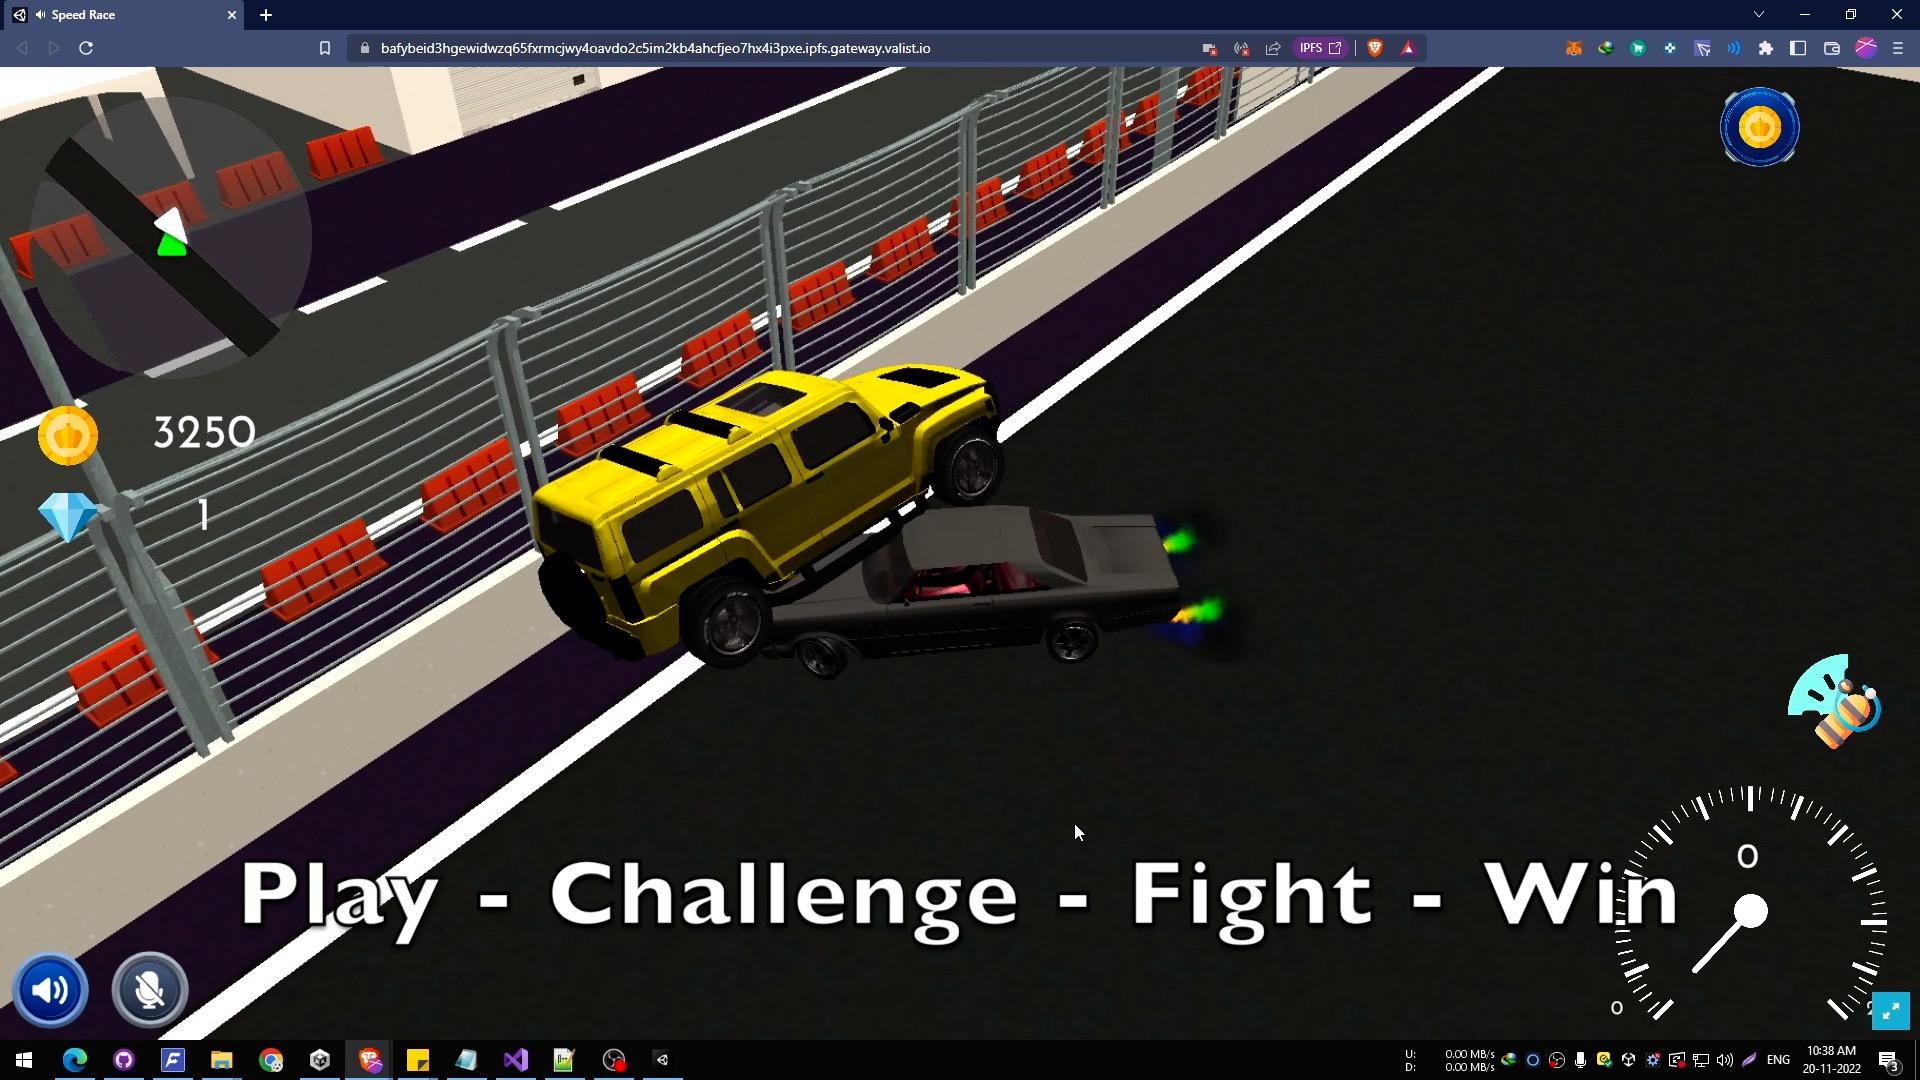 Speed Race
bafybeid3hgewidwzq65fxrmcjwy4oavdo2c5im2kb4ahcfjeo7hx4i3pxe.ipfs.gateway.valist.io
IPFS
3250
1
0
Play - Challenge - Fight - Win
0
U: 0.00 MB/s
D: 0.00 MB/s
ENG
10:38 AM
20-11-2022
3